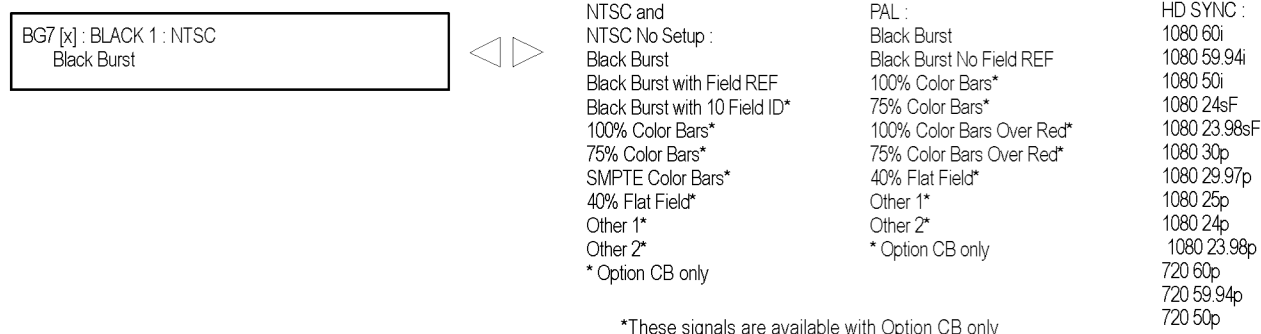 BG7 [x] : BLACK 1 : NTSC
Black Burst
NTSC and
NTSC No Setup :
Black Burst
Black Burst with Field REF
Black Burst with 10 Field ID*
100% Color Bars*
75% Color Bars*
SMPTE Color Bars*
40% Flat Field*
Other 1*
Other 2*
* Option CB only
PAL :
Black Burst
Black Burst No Field REF
100% Color Bars*
75% Color Bars*
100% Color Bars Over Red*
75% Color Bars Over Red*
40% Flat Field*
Other 1*
Other 2*
* Option CB only
HD SYNC :
1080 60i
1080 59.94i
1080 50i
1080 24sF
1080 23.98sF
1080 30p
1080 29.97p
1080 25p
1080 24p
1080 23.98p
720 60p
720 59.94p
720 50p
*These signals are available with Option CB only